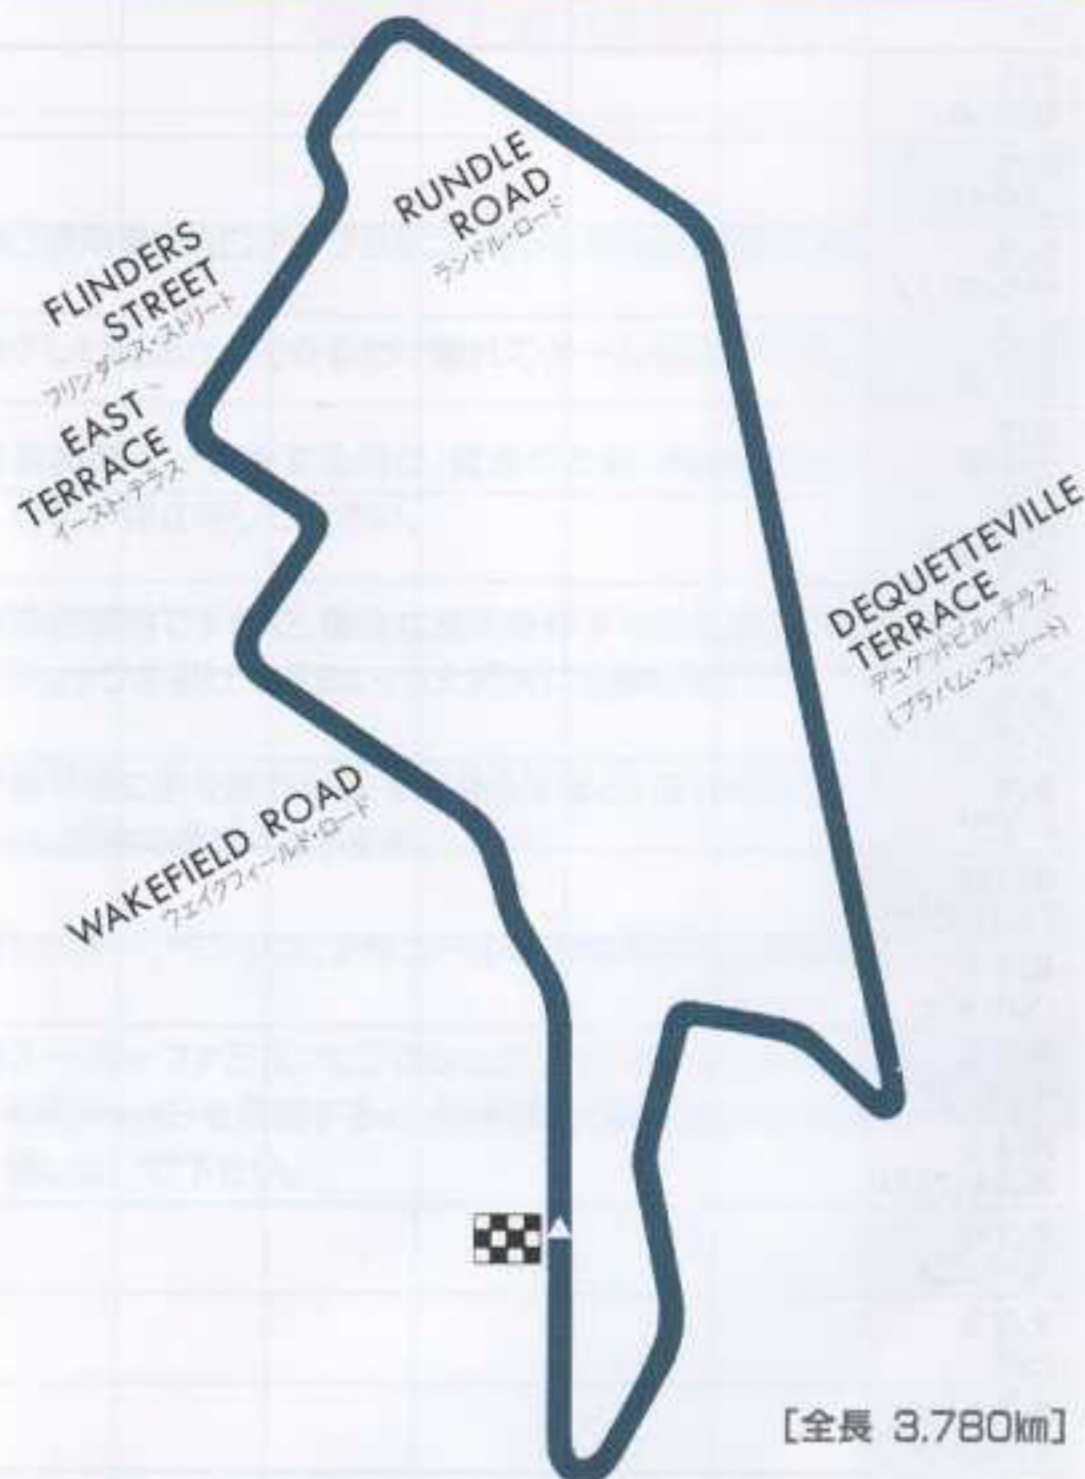 RUNDLE
ROAD
ランドル・ロード
FLINDERS
STREET
フリンダース・ストリート
EAST
TERRACE
イースト・テラス
DEQUETTEVILLE
TERRACE
デュケットビル・テラス
(ブラバム・ストレート)
WAKEFIELD ROAD
ウェイクフィールド・ロード
[全長 3.780km]